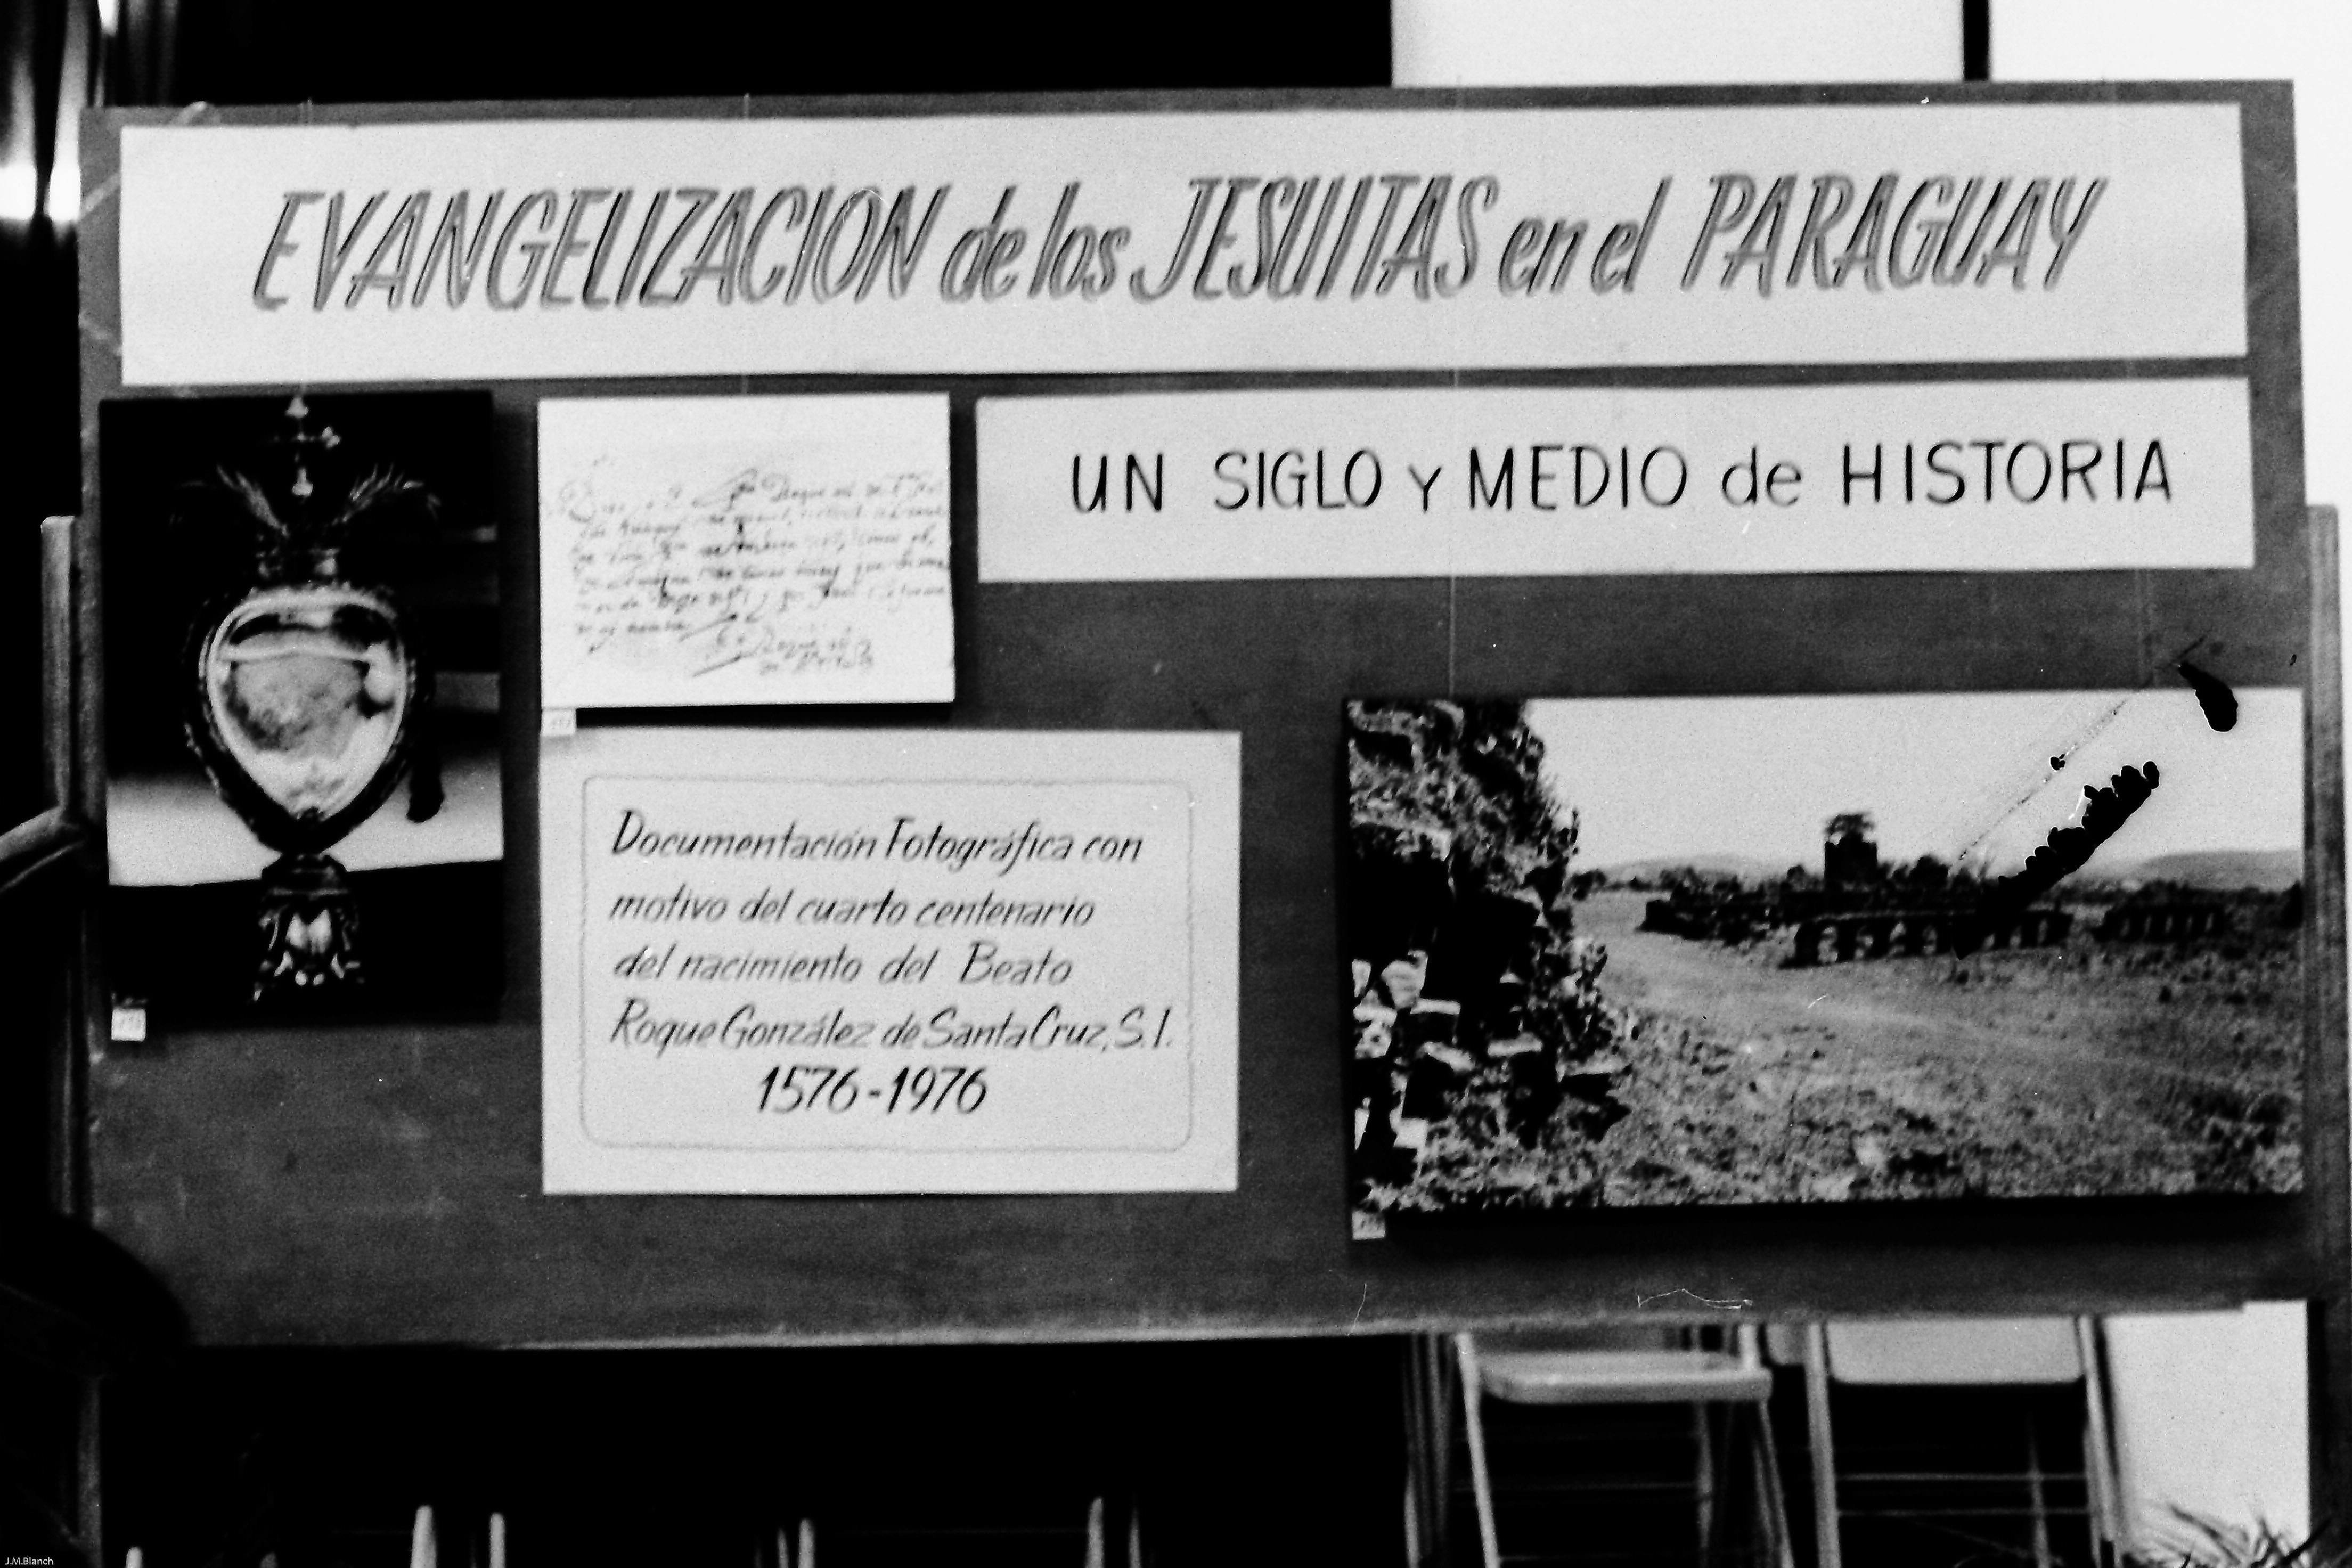 EVANGELIZACION de los JESUITAS en el PARAGUAY
UN SIGLO Y MEDIO de HISTORIA
Documentación Fotográfica con
motivo del cuarto centenario
del nacimiento del Beato
Roque González de Santa Cruz, S.I.
1576-1976
J.M.Blanch